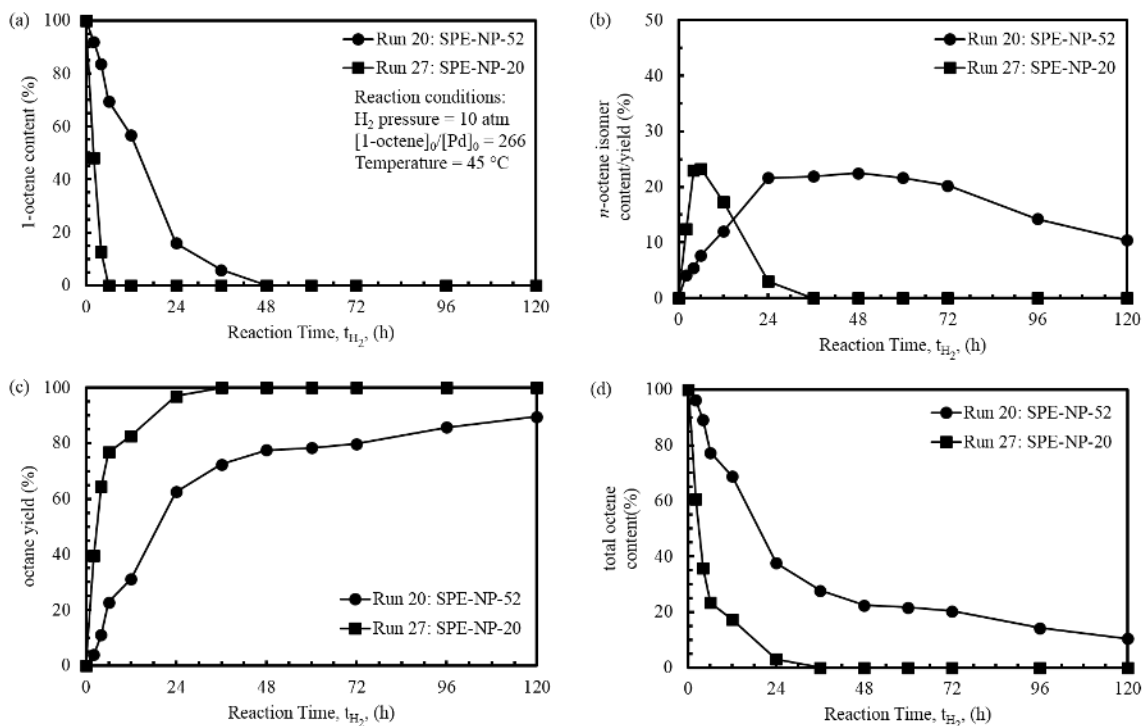 (a)
100
80
60
40
20
0
1-octene content (%)
Run 20: SPE-NP-52
Run 27: SPE-NP-20
Reaction conditions:
H₂ pressure = 10 atm
[1-octene]₀/[Pd]₀ = 266
Temperature = 45 °C
0 24 48 72 96 120
Reaction Time, t_H₂, (h)
(b)
50
40
30
20
10
0
n-octene isomer
content/yield (%)
Run 20: SPE-NP-52
Run 27: SPE-NP-20
0 24 48 72 96 120
Reaction Time, t_H₂, (h)
(c)
100
80
60
40
20
0
octane yield (%)
Run 20: SPE-NP-52
Run 27: SPE-NP-20
0 24 48 72 96 120
Reaction Time, t_H₂, (h)
(d)
100
80
60
40
20
0
total octene
content(%)
Run 20: SPE-NP-52
Run 27: SPE-NP-20
0 24 48 72 96 120
Reaction Time, t_H₂, (h)